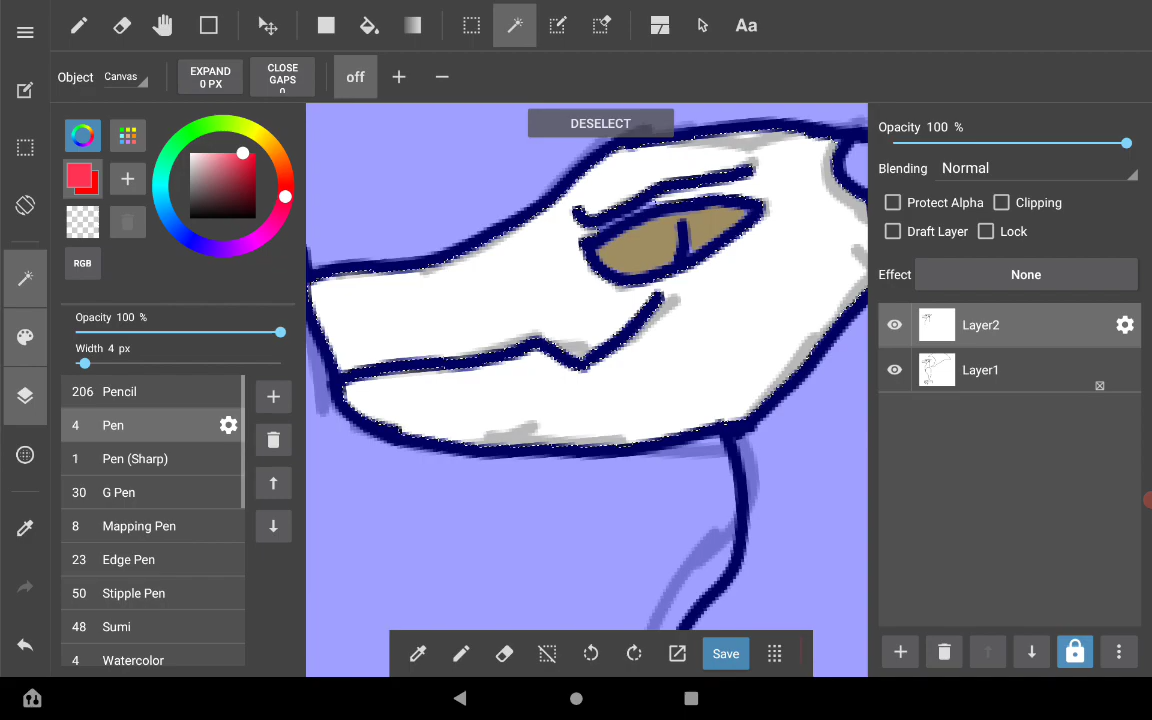 Aa
Object Canvas
EXPAND
0 PX
CLOSE
GAPS
0
off
DESELECT
Opacity 100 %
Blending Normal
Protect Alpha
Clipping
Draft Layer
Lock
Effect None
RGB
Opacity 100 %
Width 4 px
206 Pencil
4 Pen
1 Pen (Sharp)
30 G Pen
8 Mapping Pen
23 Edge Pen
50 Stipple Pen
48 Sumi
4 Watercolor
Layer2
Layer1
Save